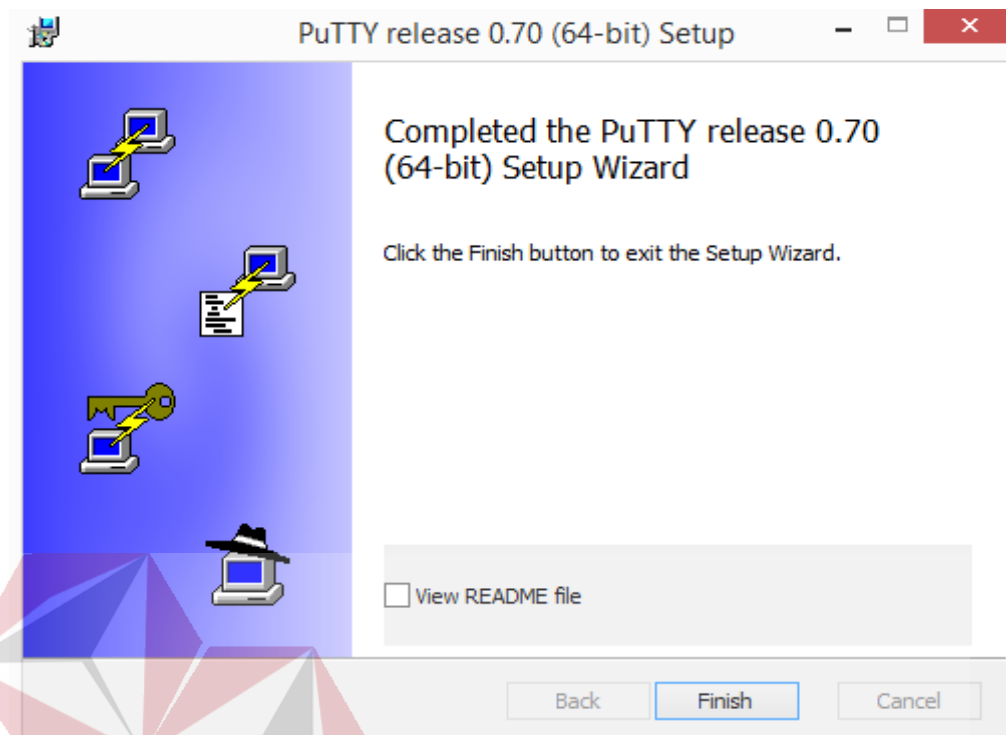 PuTTY release 0.70 (64-bit) Setup
Completed the PuTTY release 0.70
(64-bit) Setup Wizard
Click the Finish button to exit the Setup Wizard.
View README file
Back Finish Cancel